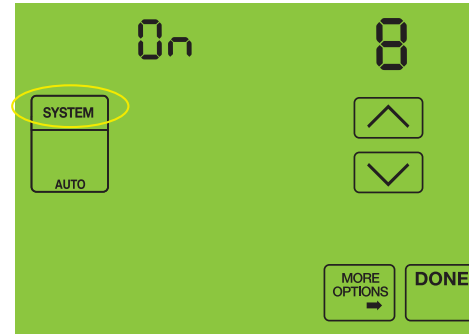 On 8
SYSTEM
AUTO
MORE
OPTIONS
DONE